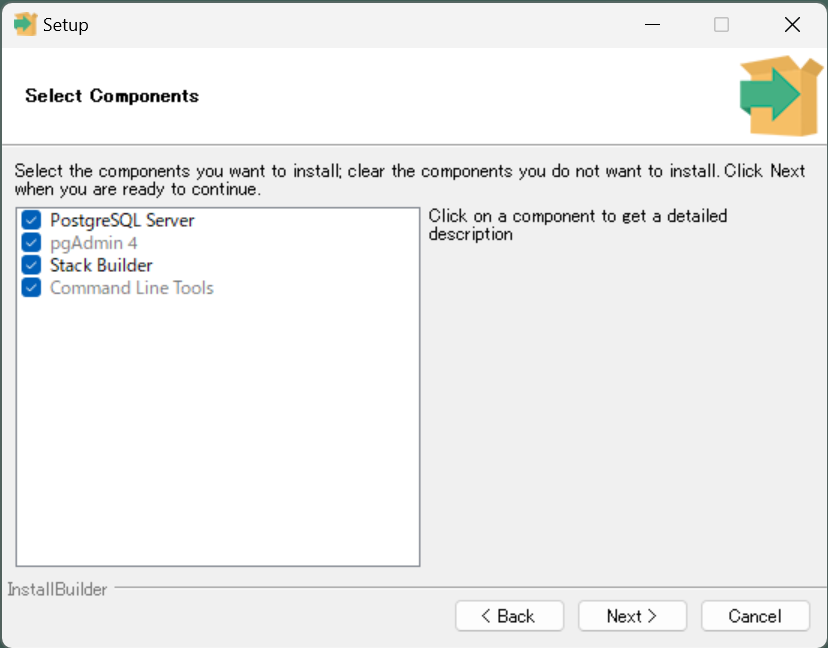 Setup
Select Components
Select the components you want to install; clear the components you do not want to install. Click Next
when you are ready to continue.
PostgreSQL Server
pgAdmin 4
Stack Builder
Command Line Tools
Click on a component to get a detailed
description
InstallBuilder
< Back
Next >
Cancel